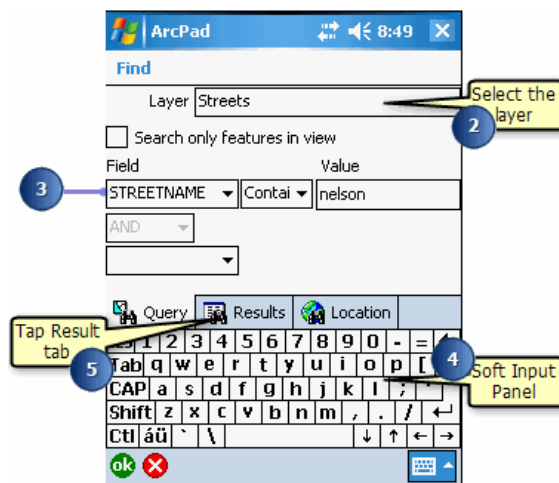 ArcPad 8:49
Find
Layer Streets
Select the layer
2
Search only features in view
Field Value
3
STREETNAME Contai nelson
AND
Query Results Location
Tap Result tab
5
1 2 3 4 5 6 7 8 9 0 - =
Tab q w e r t y u i o p [
4
Soft Input Panel
CAP a s d f g h j k l ; '
Shift z x c v b n m , . / ↵
Ctl áü ` \ ↓ ↑ ← →
ok